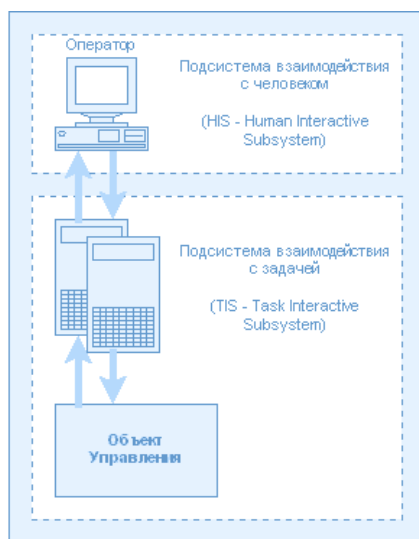 Оператор
Подсистема взаимодействия
с человеком
(HIS - Human Interactive
Subsystem)
Подсистема взаимодействия
с задачей
(TIS - Task Interactive
Subsystem)
Объект
Управления